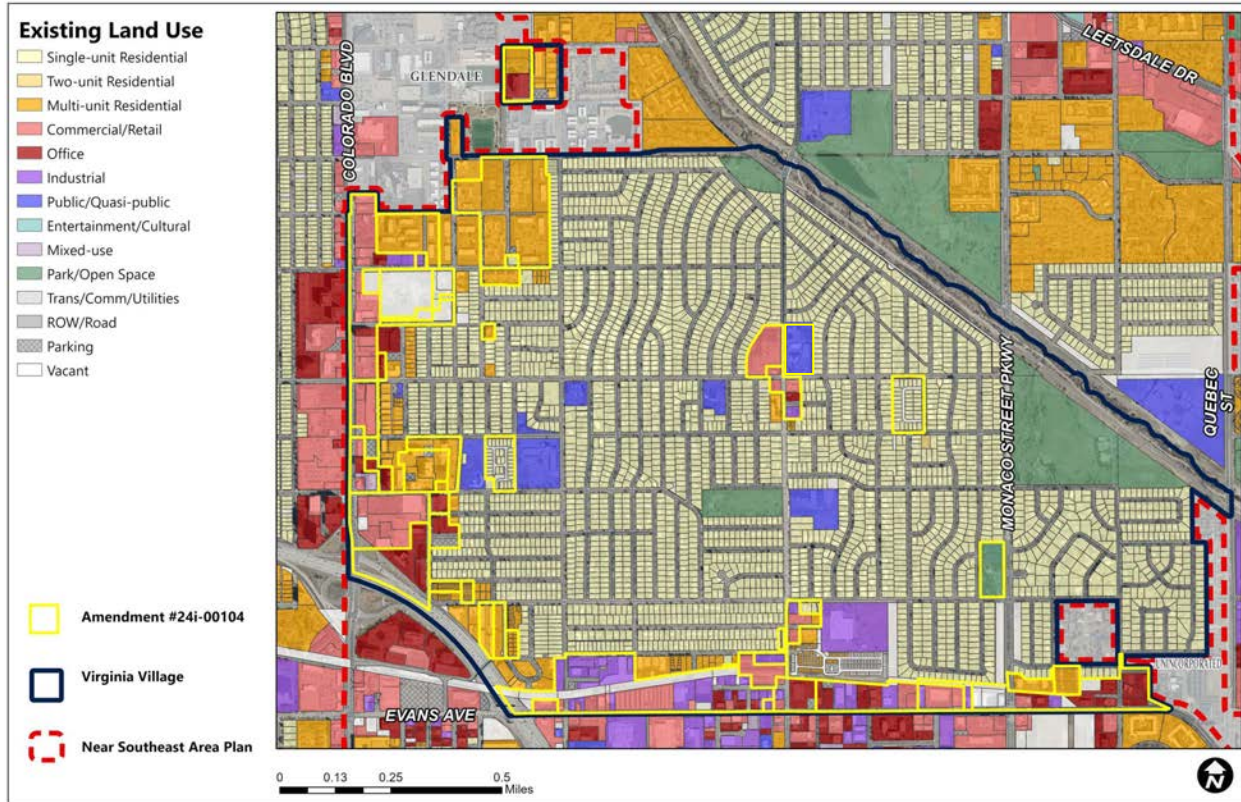 Existing Land Use
Single-unit Residential
Two-unit Residential
Multi-unit Residential
Commercial/Retail
Office
Industrial
Public/Quasi-public
Entertainment/Cultural
Mixed-use
Park/Open Space
Trans/Comm/Utilities
ROW/Road
Parking
Vacant
Amendment #24i-00104
Virginia Village
Near Southeast Area Plan
COLORADO BLVD
GLENDALE
LEETSDALE DR
MONACO STREET PKWY
QUEBEC
ST
UNINCORPORATED
EVANS AVE
0 0.13 0.25 0.5
Miles
N